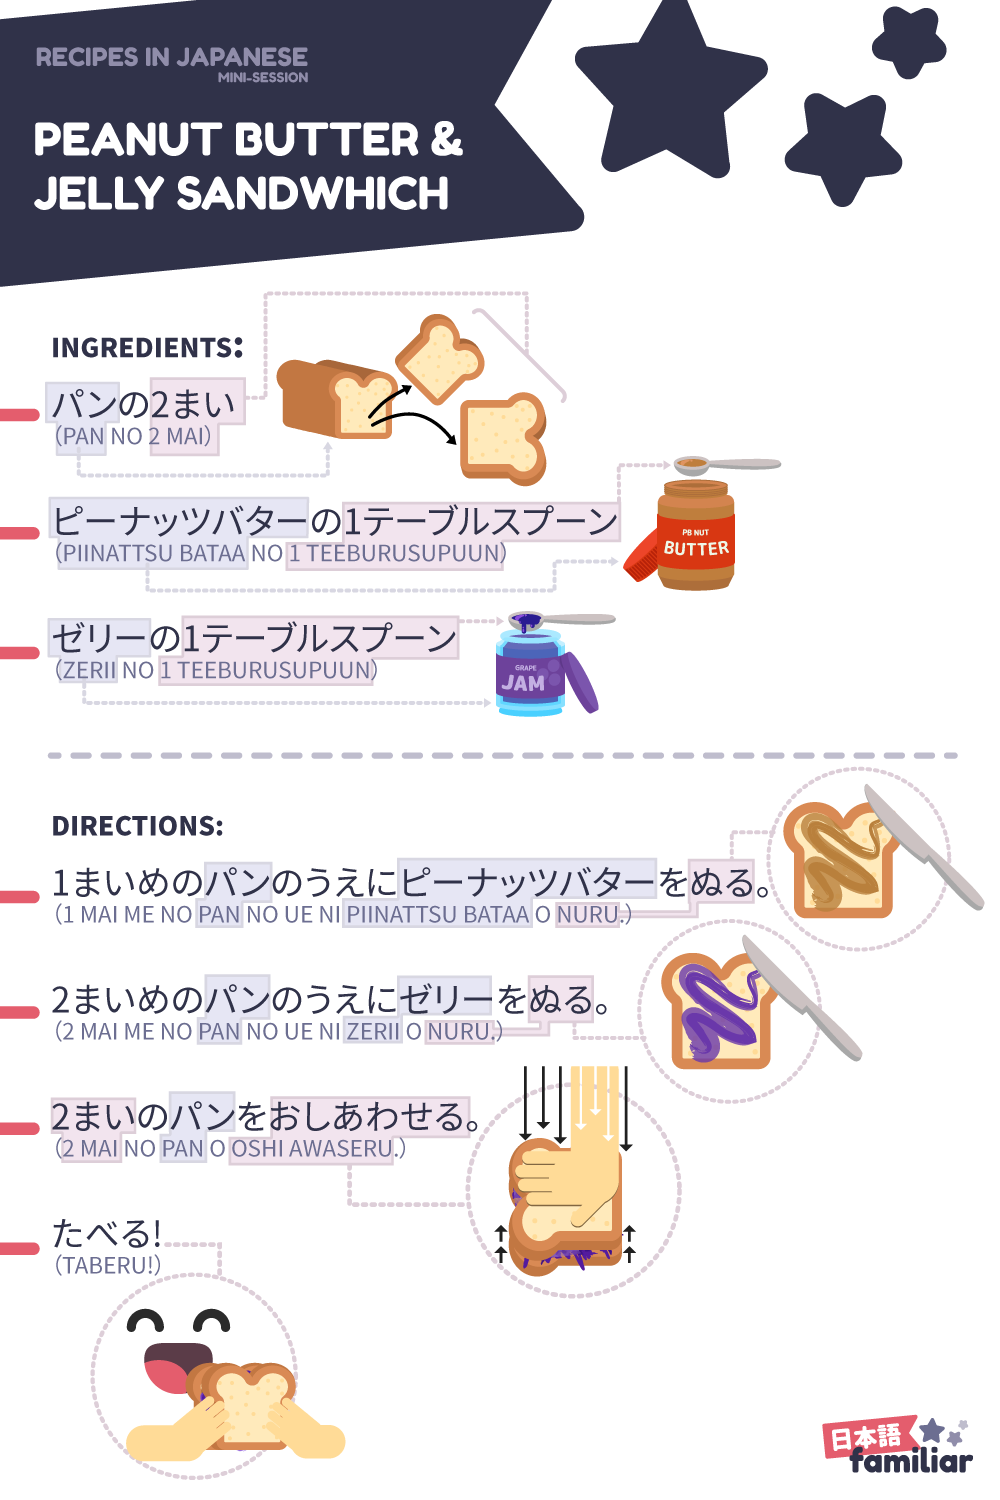 RECIPES IN JAPANESE
MINI-SESSION
PEANUT BUTTER &
JELLY SANDWHICH
INGREDIENTS:
パンの2まい
(PAN NO 2 MAI)
ピーナッツバターの1テーブルスプーン
(PIINATTSU BATAA NO 1 TEEBURUSUPUUN)
PB NUT
BUTTER
ゼリーの1テーブルスプーン
(ZERII NO 1 TEEBURUSUPUUN)
GRAPE
JAM
DIRECTIONS:
1まいめのパンのうえにピーナッツバターをぬる。
(1 MAI ME NO PAN NO UE NI PIINATTSU BATAA O NURU.)
2まいめのパンのうえにゼリーをぬる。
(2 MAI ME NO PAN NO UE NI ZERII O NURU.)
2まいのパンをおしあわせる。
(2 MAI NO PAN O OSHI AWASERU.)
たべる!
(TABERU!)
日本語
familiar